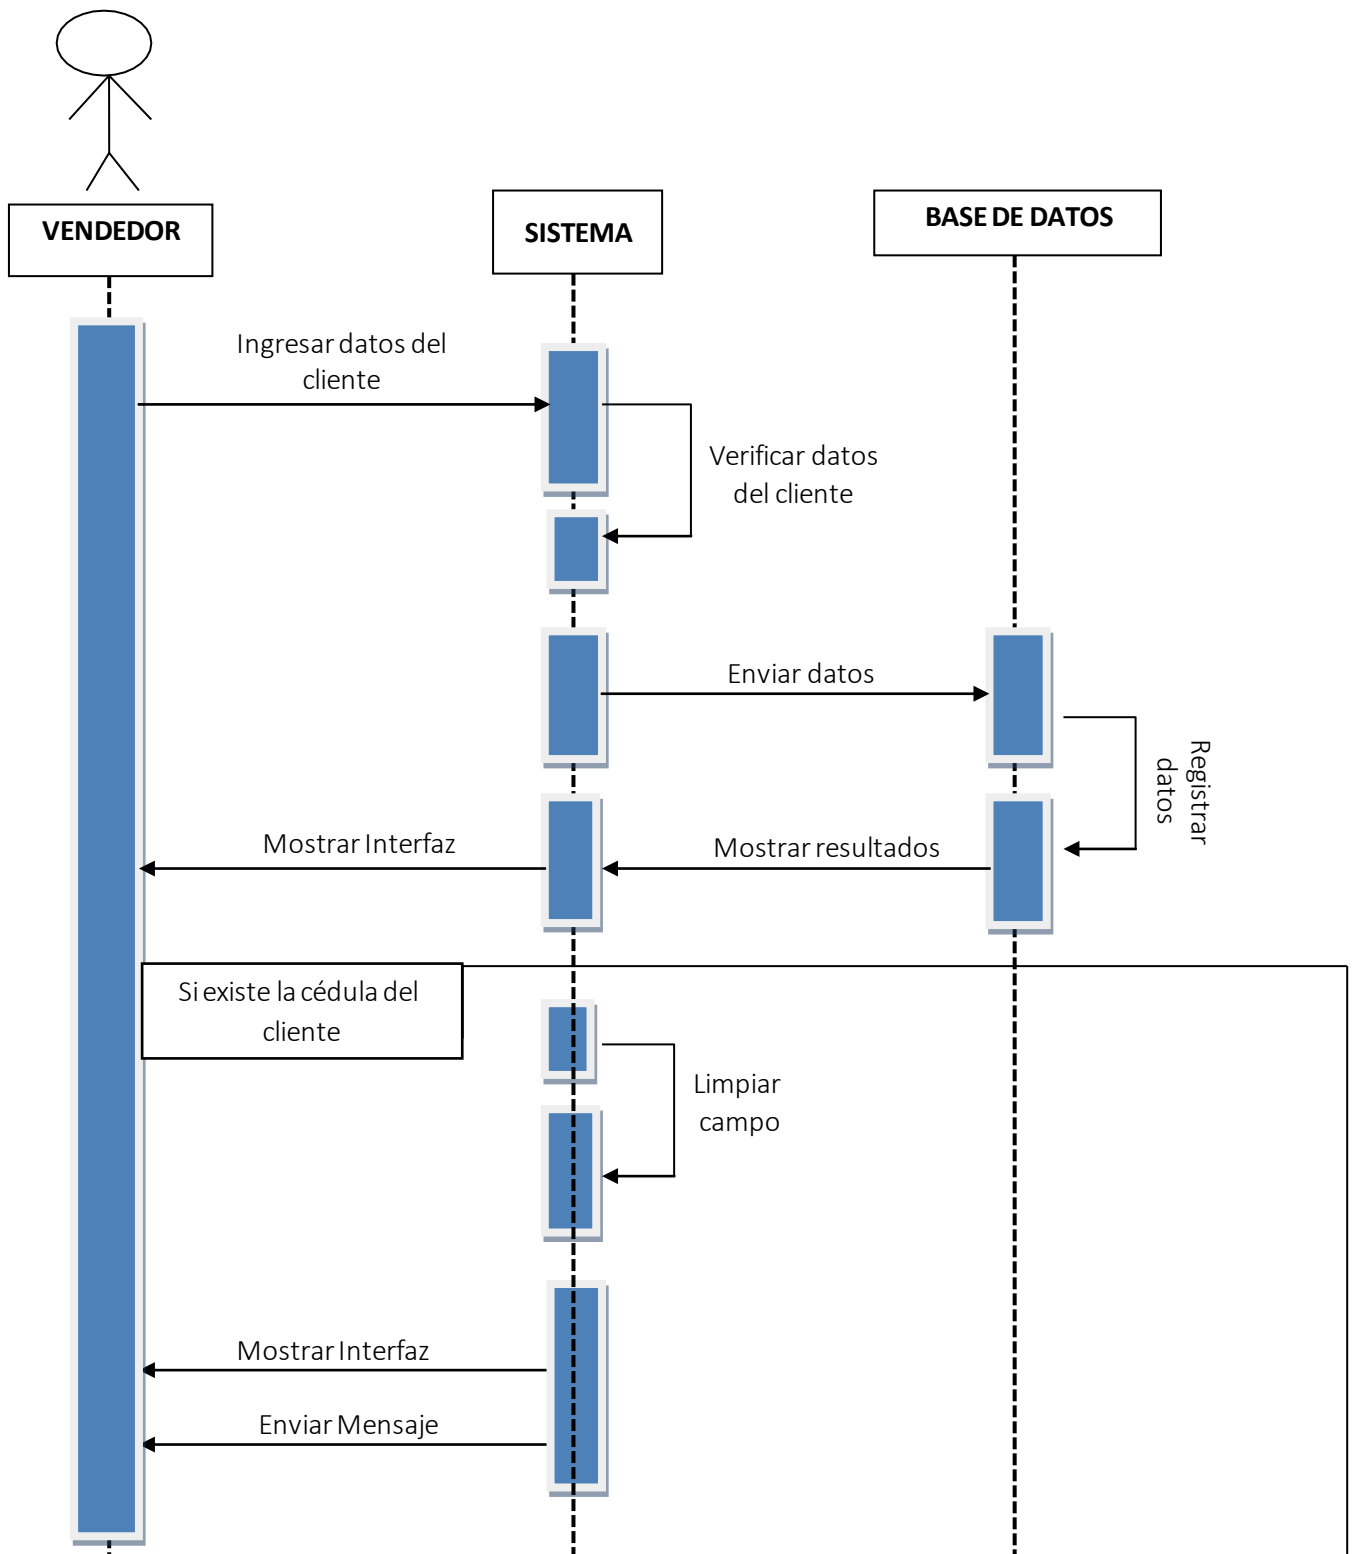 VENDEDOR
SISTEMA
BASE DE DATOS
Ingresar datos del
cliente
Verificar datos
del cliente
Enviar datos
Registrar
datos
Mostrar Interfaz
Mostrar resultados
Si existe la cédula del
cliente
Limpiar
campo
Mostrar Interfaz
Enviar Mensaje